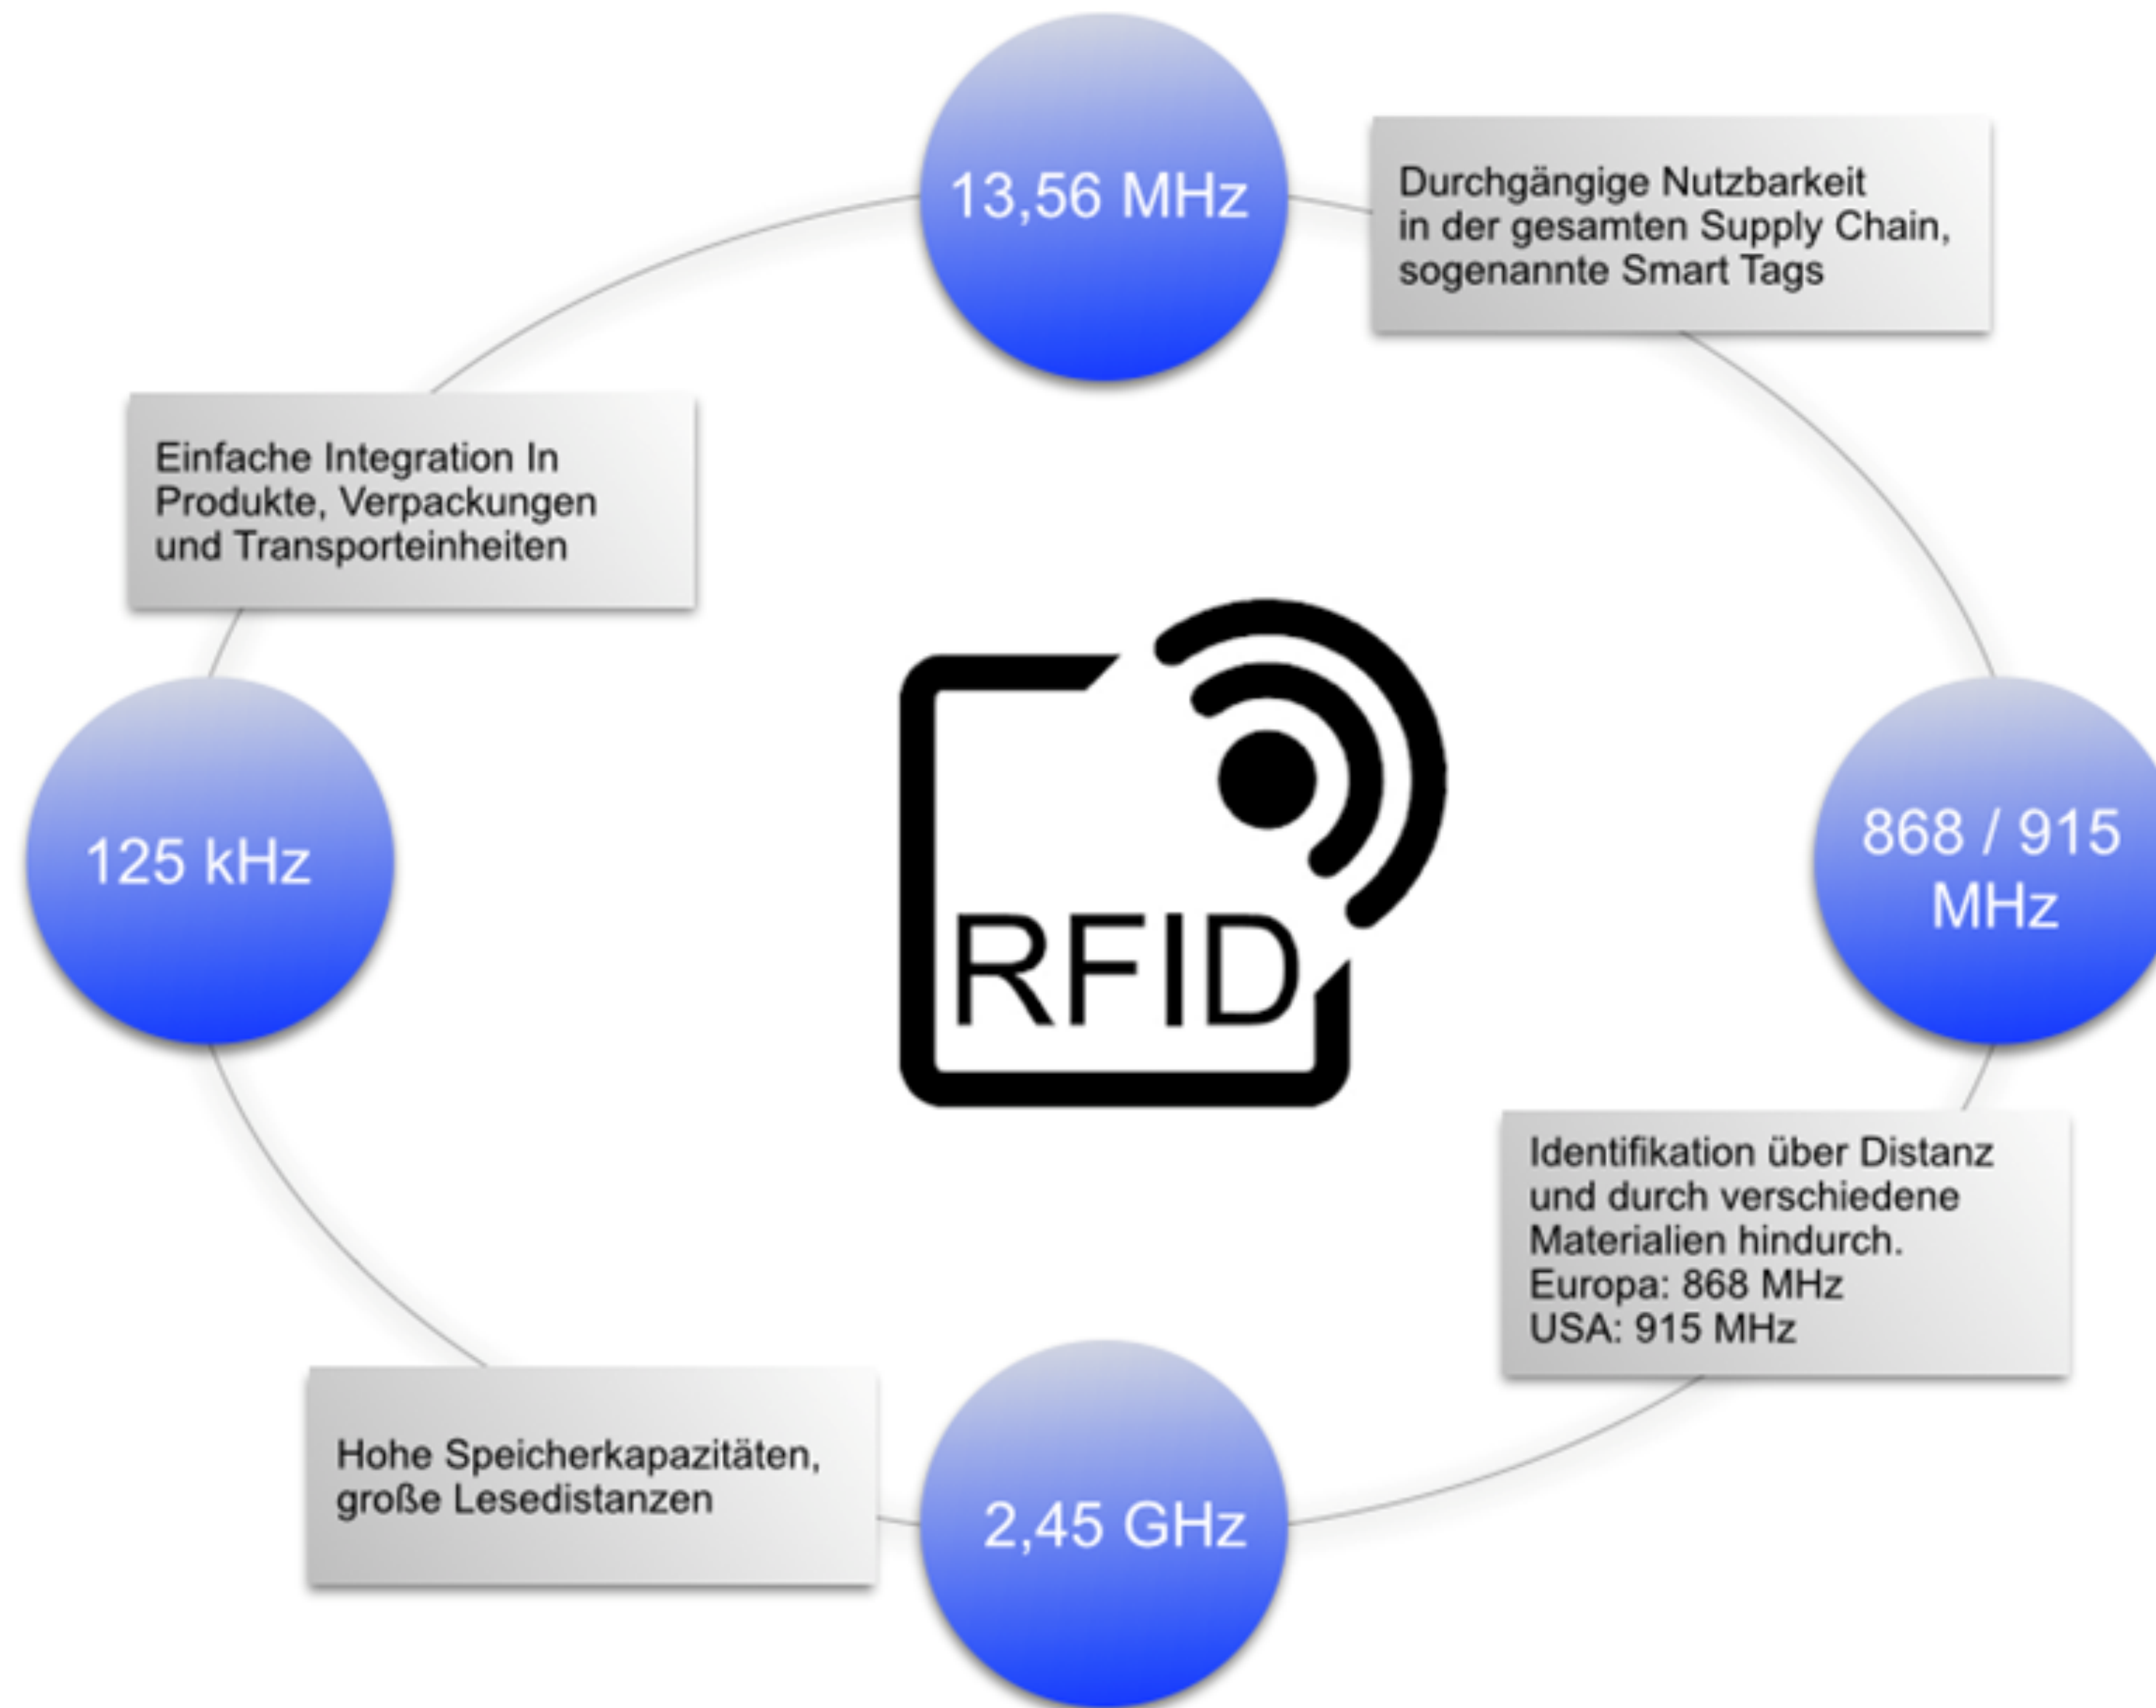 13,56 MHz
Durchgängige Nutzbarkeit
in der gesamten Supply Chain,
sogenannte Smart Tags
Einfache Integration In
Produkte, Verpackungen
und Transporteinheiten
125 kHz
RFID
868 / 915
MHz
Identifikation über Distanz
und durch verschiedene
Materialien hindurch.
Europa: 868 MHz
USA: 915 MHz
Hohe Speicherkapazitäten,
große Lesedistanzen
2,45 GHz